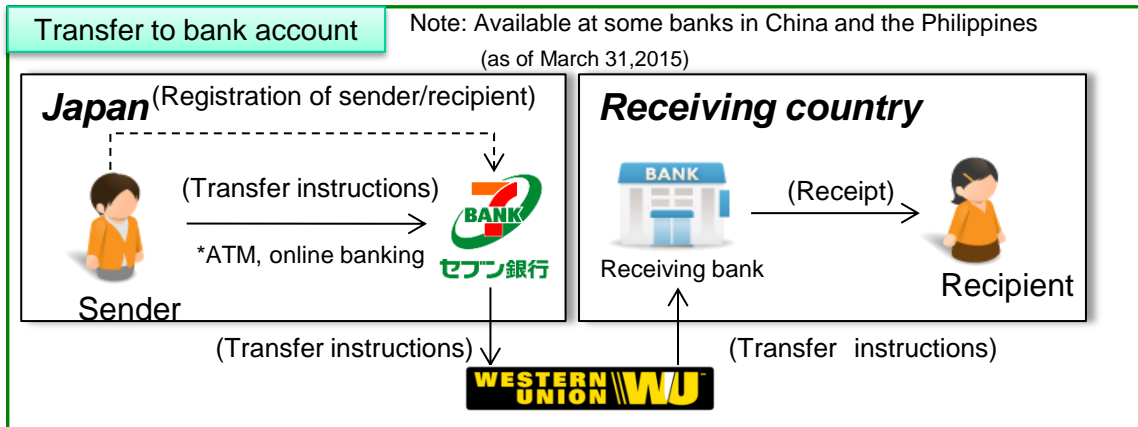 Transfer to bank account
Note: Available at some banks in China and the Philippines
(as of March 31,2015)
Japan
(Registration of sender/recipient)
(Transfer instructions)
*ATM, online banking
Sender
7
BANK
セブン銀行
Receiving country
BANK
Receiving bank
(Receipt)
Recipient
(Transfer instructions)
(Transfer instructions)
WESTERN
UNION
WU